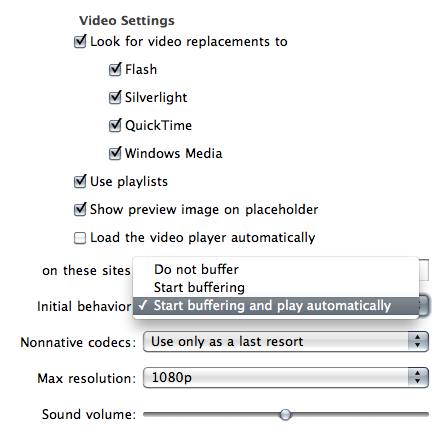 Video Settings
Look for video replacements to
Flash
Silverlight
QuickTime
Windows Media
Use playlists
Show preview image on placeholder
Load the video player automatically
on these sites
Do not buffer
Start buffering
Initial behavior
Start buffering and play automatically
Nonnative codecs: Use only as a last resort
Max resolution: 1080p
Sound volume: